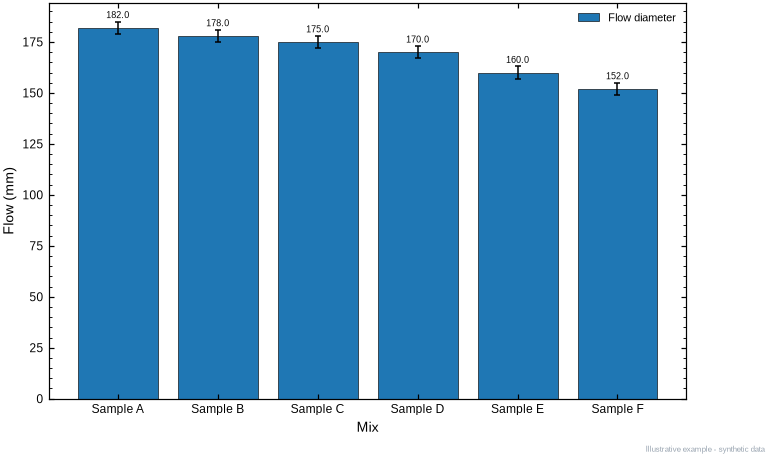 182.0
178.0
175.0
170.0
160.0
152.0
Flow diameter
175
150
125
100
75
50
25
0
Flow (mm)
Sample A Sample B Sample C Sample D Sample E Sample F
Mix
Illustrative example - synthetic data